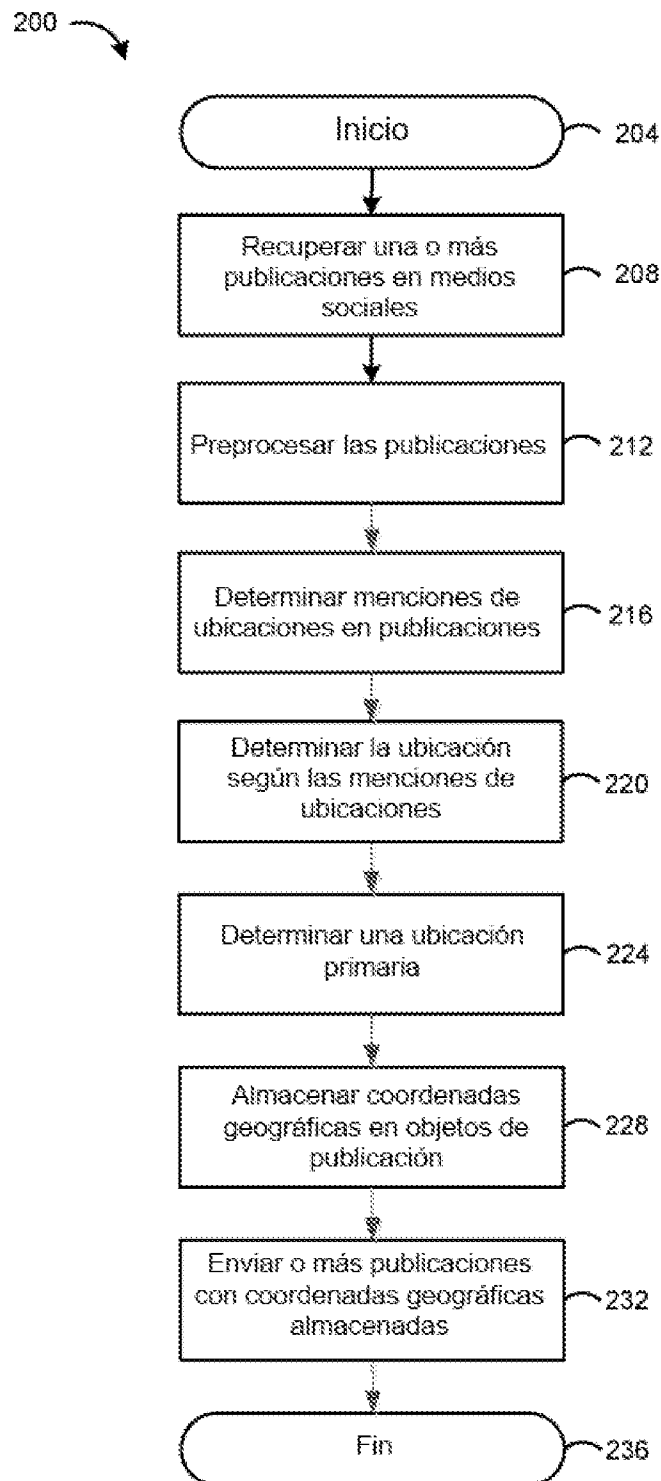 200
Inicio
204
Recuperar una o más
publicaciones en medios
sociales
208
Preprocesar las publicaciones
212
Determinar menciones de
ubicaciones en publicaciones
216
Determinar la ubicación
según las menciones de
ubicaciones
220
Determinar una ubicación
primaria
224
Almacenar coordenadas
geográficas en objetos de
publicación
228
Enviar o más publicaciones
con coordenadas geográficas
almacenadas
232
Fin
236